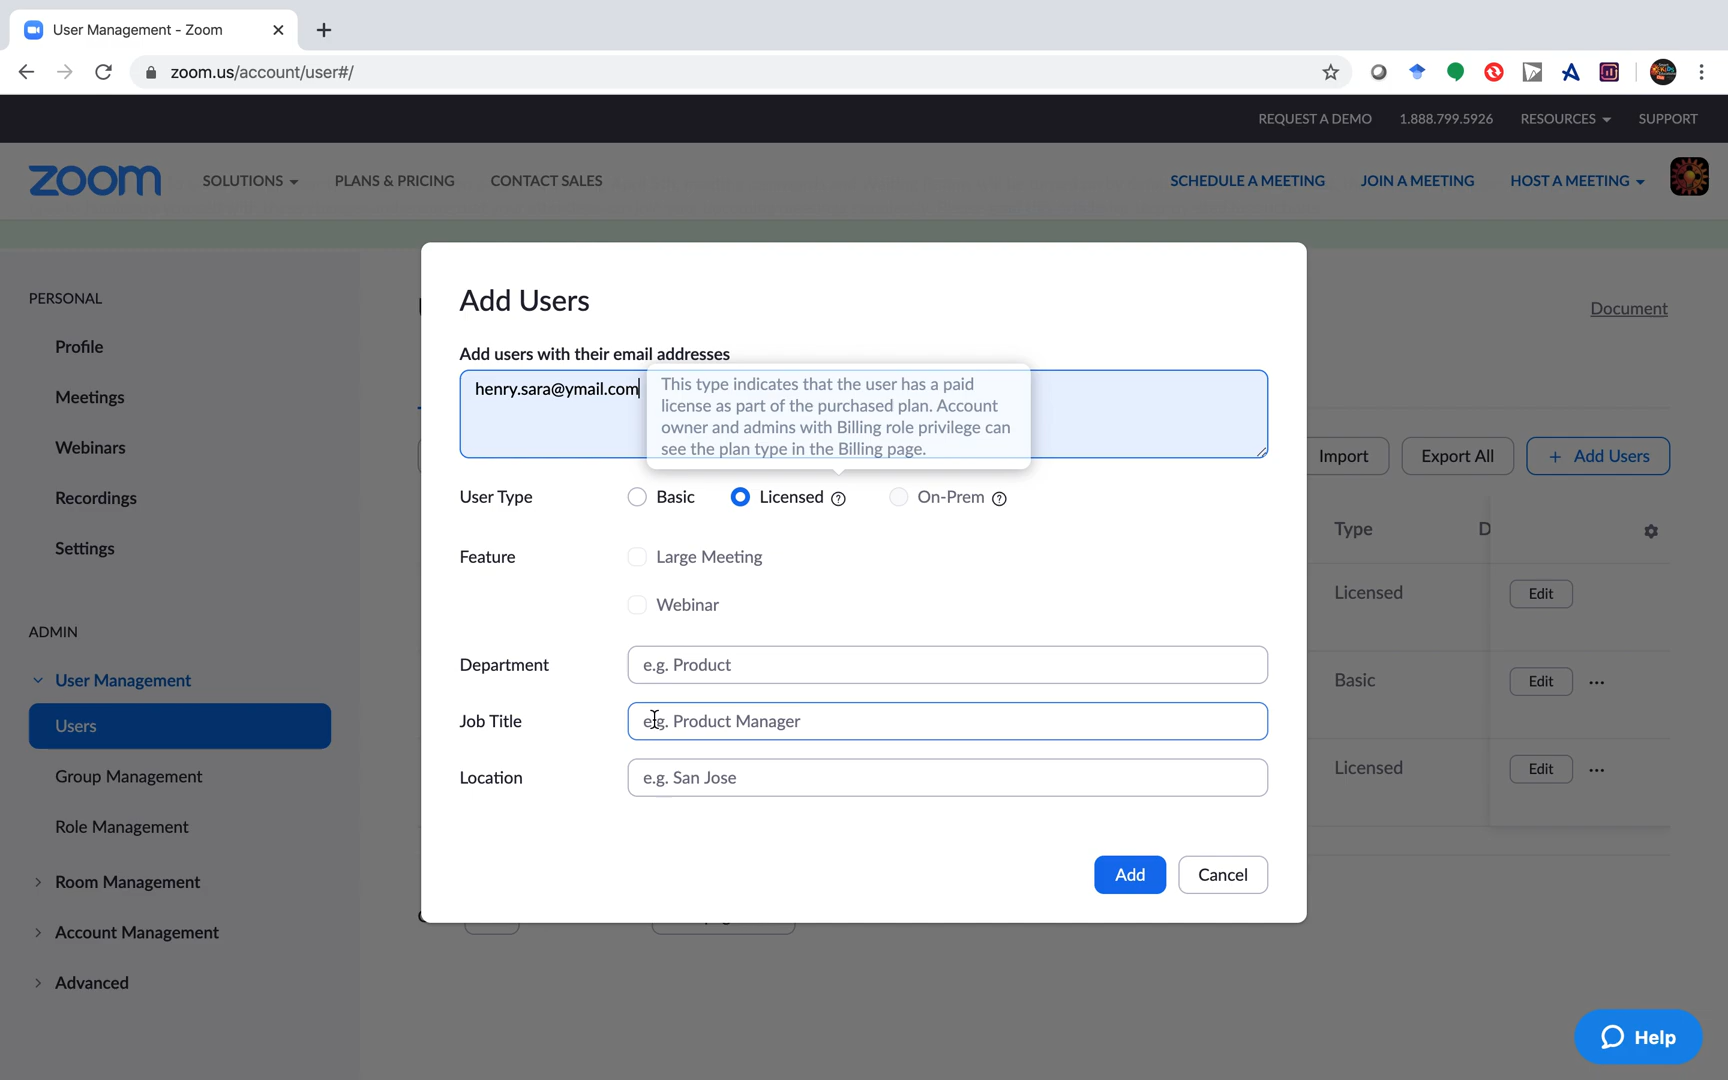 User Management - Zoom
zoom.us/account/user#/
REQUEST A DEMO 1.888.799.5926 RESOURCES SUPPORT
zoom SOLUTIONS PLANS & PRICING CONTACT SALES SCHEDULE A MEETING JOIN A MEETING HOST A MEETING
PERSONAL
Profile
Meetings
Webinars
Recordings
Settings
ADMIN
User Management
Users
Group Management
Role Management
Room Management
Account Management
Advanced
Document
Import Export All + Add Users
Type D
Licensed Edit
Basic Edit
Licensed Edit
Add Users
Add users with their email addresses
henry.sara@ymail.com
This type indicates that the user has a paid
license as part of the purchased plan. Account
owner and admins with Billing role privilege can
see the plan type in the Billing page.
User Type Basic Licensed On-Prem
Feature Large Meeting
Webinar
Department e.g. Product
Job Title e.g. Product Manager
Location e.g. San Jose
Add Cancel
Help